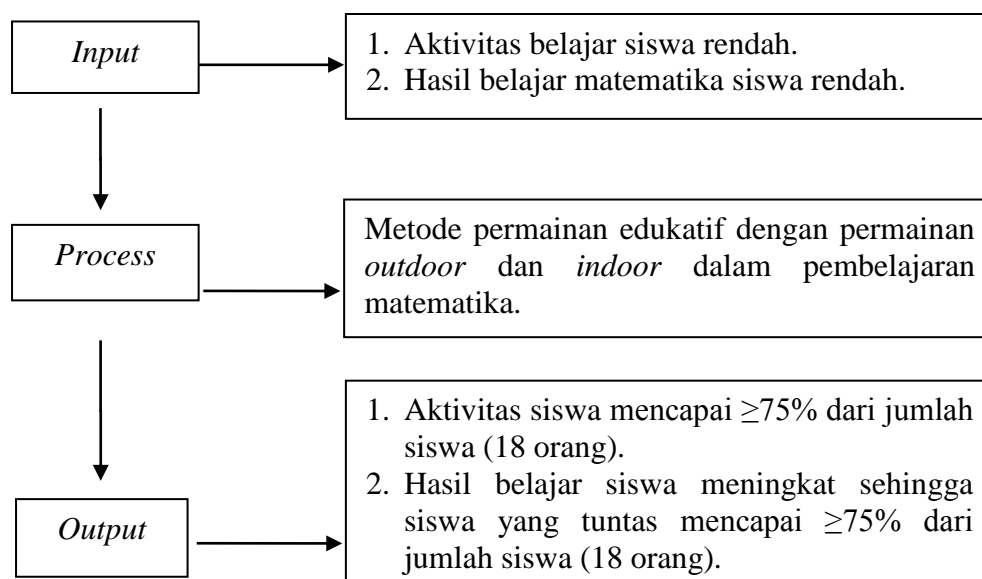 Input
1. Aktivitas belajar siswa rendah.
2. Hasil belajar matematika siswa rendah.
Process
Metode permainan edukatif dengan permainan
outdoor dan indoor dalam pembelajaran
matematika.
1. Aktivitas siswa mencapai ≥75% dari jumlah
siswa (18 orang).
2. Hasil belajar siswa meningkat sehingga
siswa yang tuntas mencapai ≥75% dari
jumlah siswa (18 orang).
Output